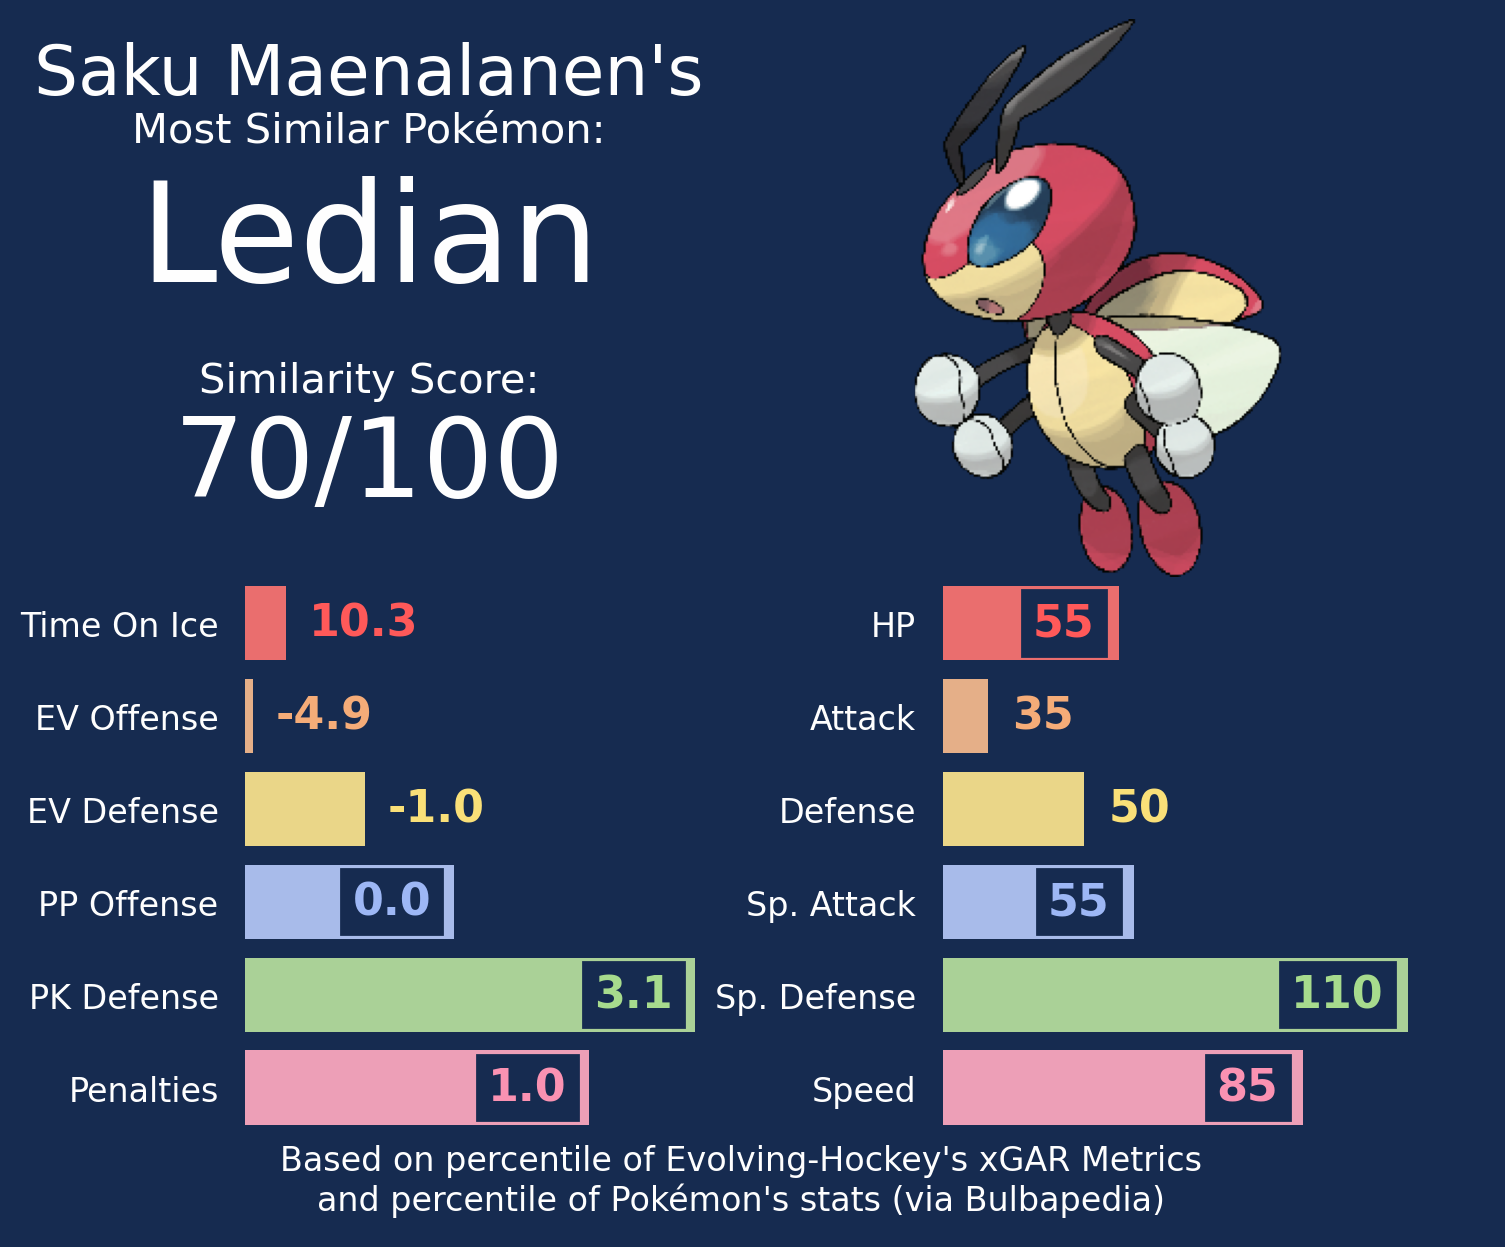 Saku Maenalanen's
Most Similar Pokémon:
Ledian
Similarity Score:
70/100
Time On Ice 10.3
EV Offense -4.9
EV Defense -1.0
PP Offense 0.0
PK Defense 3.1
Penalties 1.0
HP 55
Attack 35
Defense 50
Sp. Attack 55
Sp. Defense 110
Speed 85
Based on percentile of Evolving-Hockey's xGAR Metrics
and percentile of Pokémon's stats (via Bulbapedia)